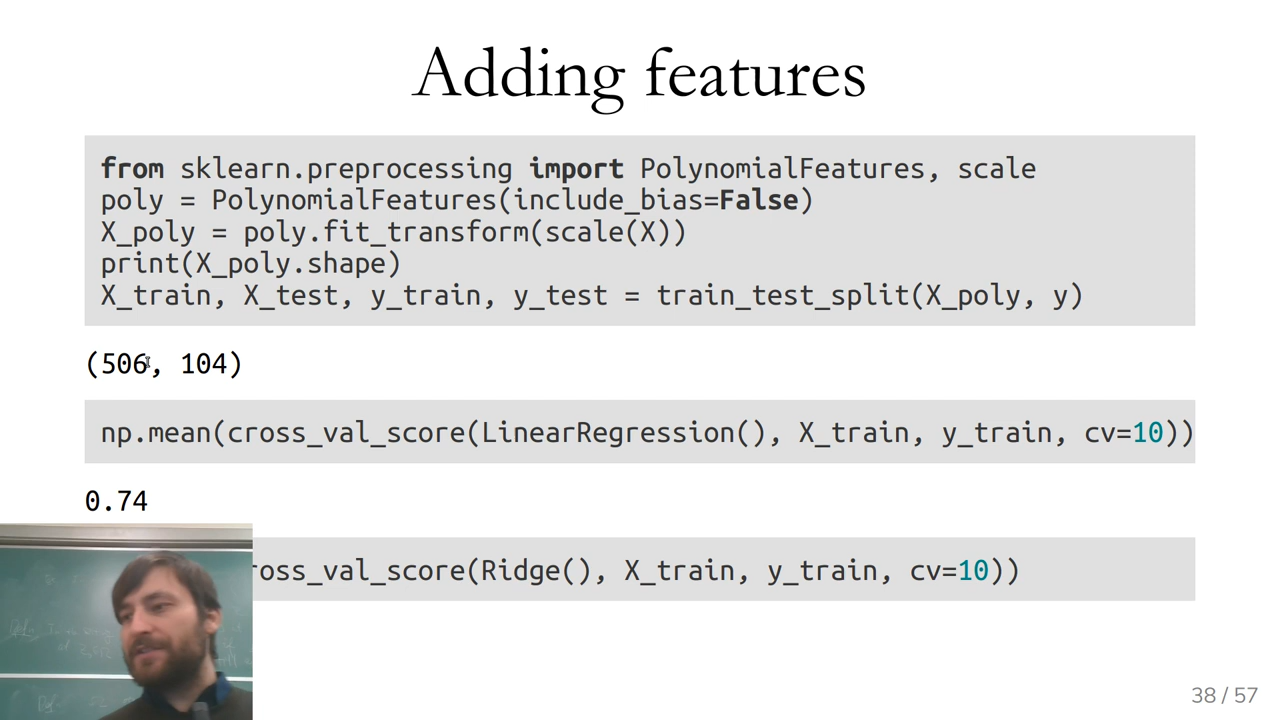 Adding features
from sklearn.preprocessing import PolynomialFeatures, scale
poly = PolynomialFeatures(include_bias=False)
X_poly = poly.fit_transform(scale(X))
print(X_poly.shape)
X_train, X_test, y_train, y_test = train_test_split(X_poly, y)
(506, 104)
np.mean(cross_val_score(LinearRegression(), X_train, y_train, cv=10))
0.74
ross_val_score(Ridge(), X_train, y_train, cv=10))
38 / 57